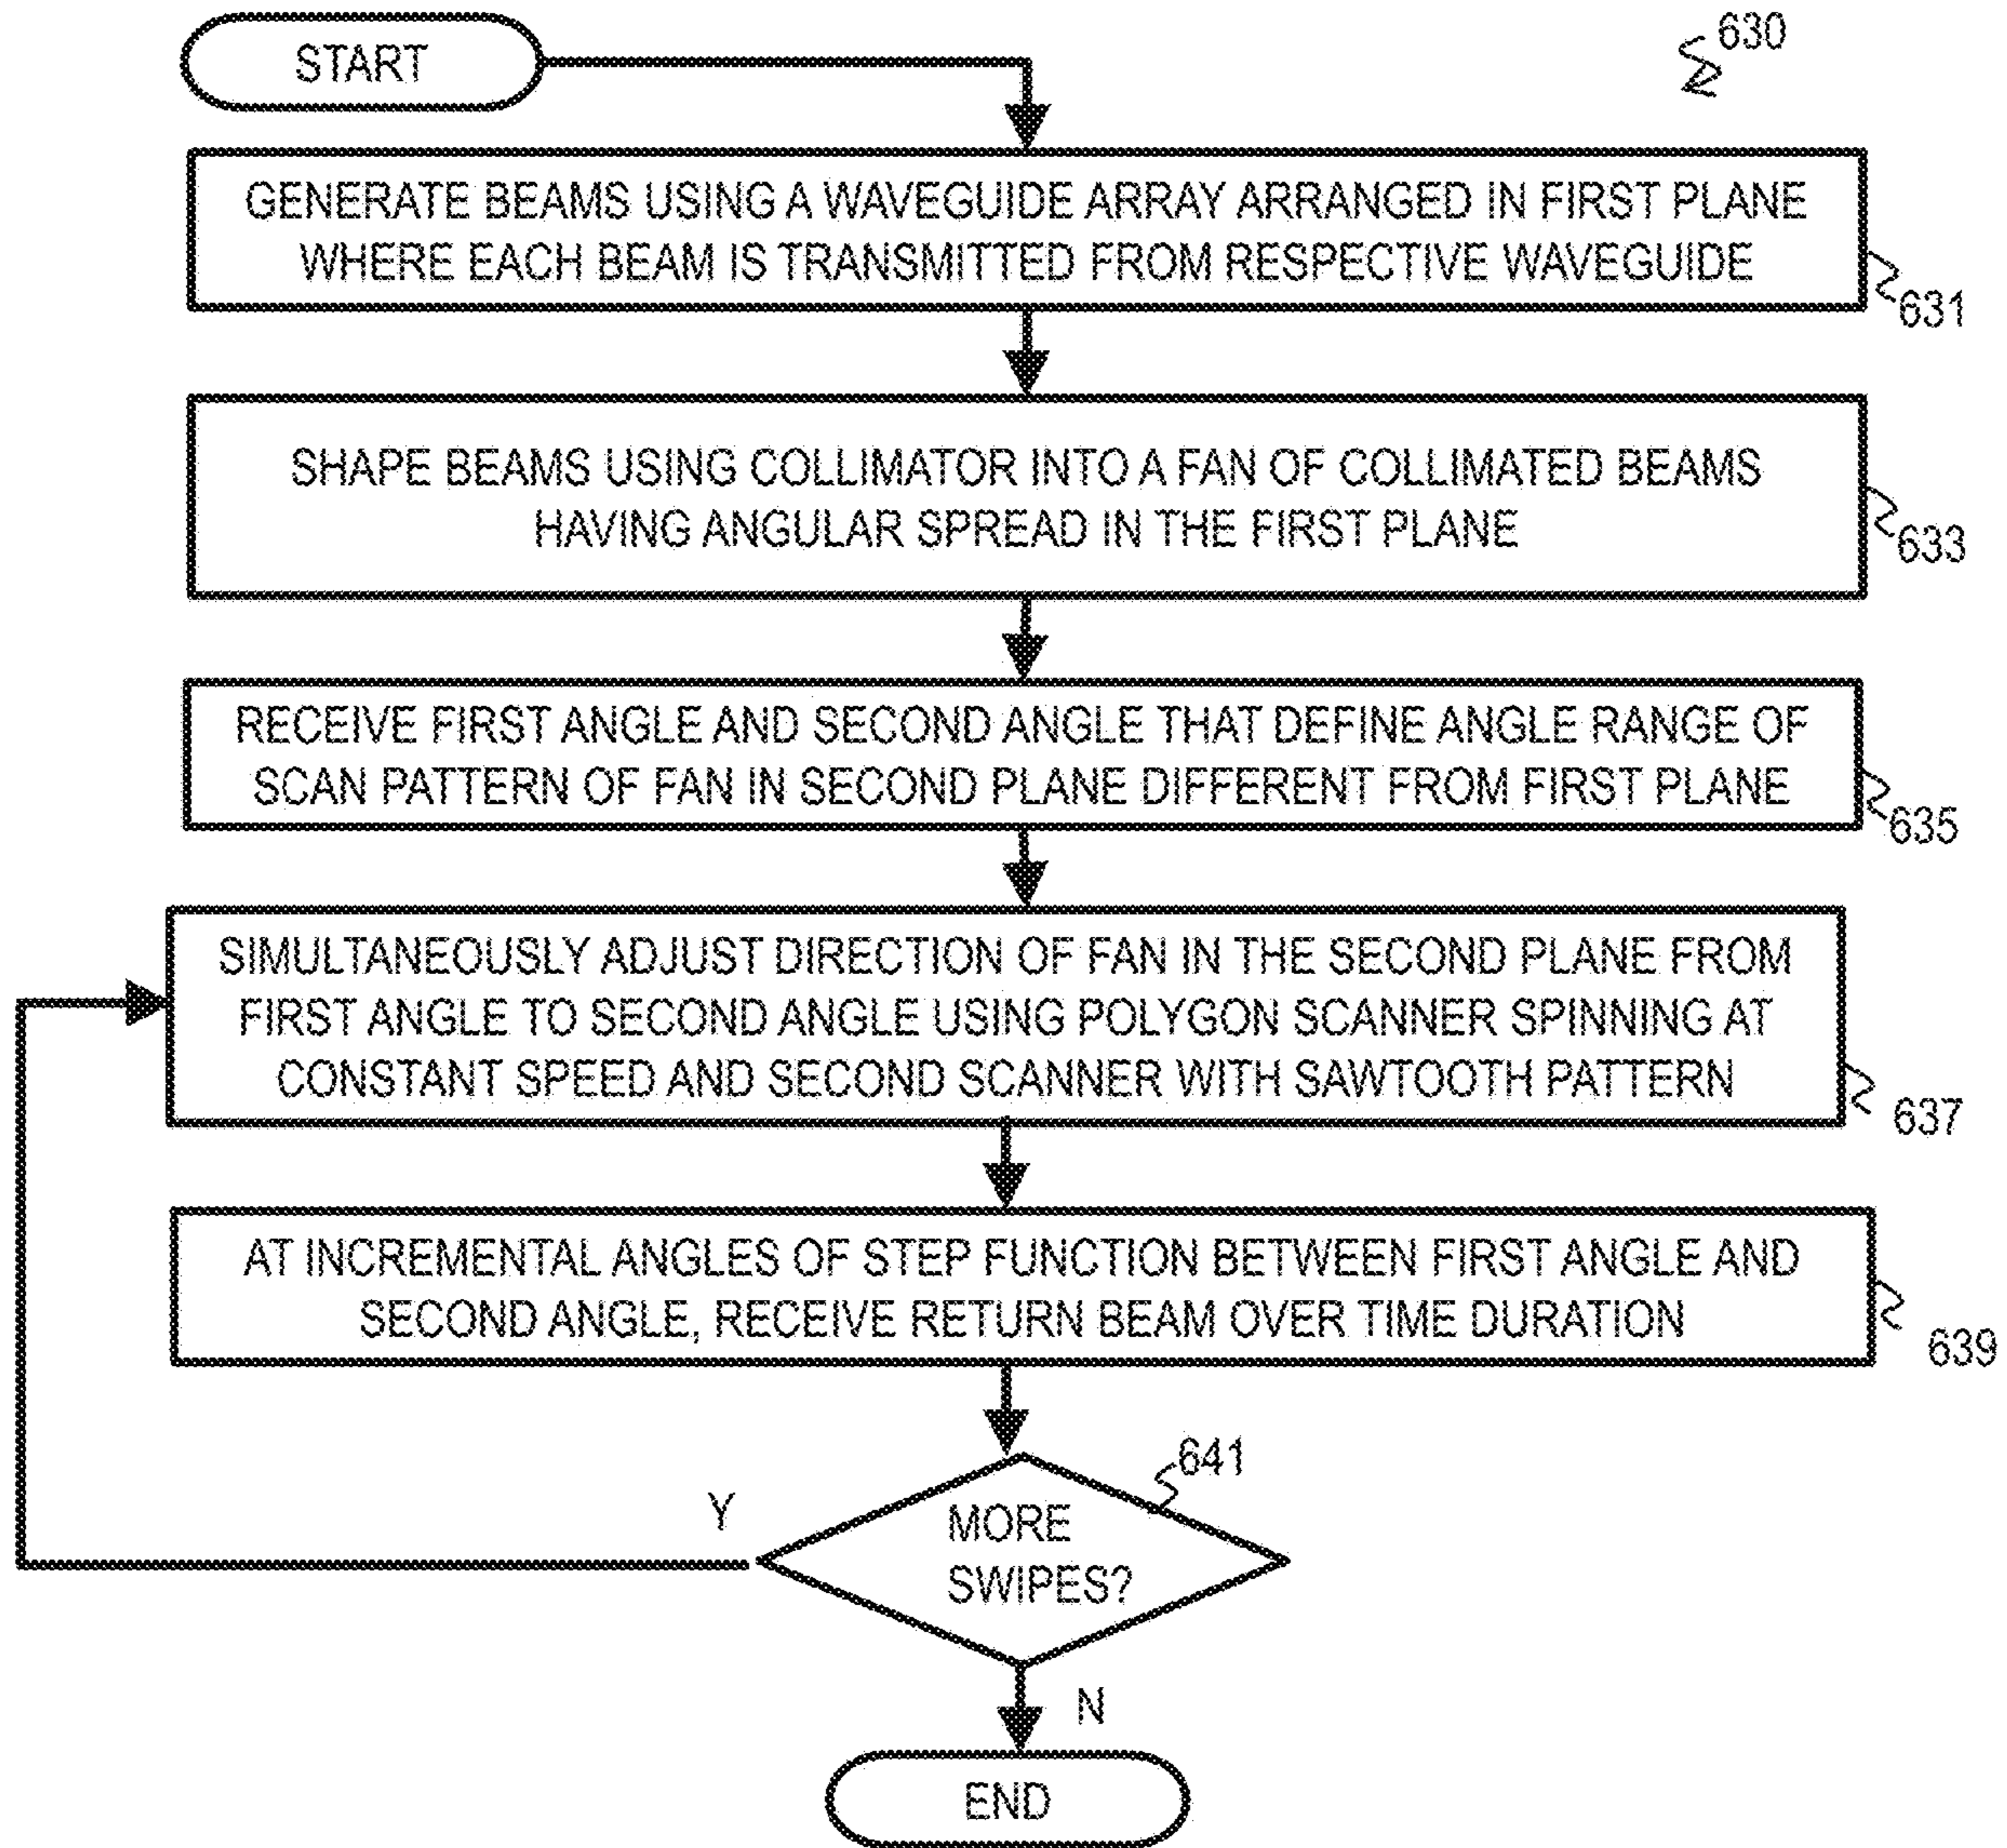 START
630
GENERATE BEAMS USING A WAVEGUIDE ARRAY ARRANGED IN FIRST PLANE
WHERE EACH BEAM IS TRANSMITTED FROM RESPECTIVE WAVEGUIDE
631
SHAPE BEAMS USING COLLIMATOR INTO A FAN OF COLLIMATED BEAMS
HAVING ANGULAR SPREAD IN THE FIRST PLANE
633
RECEIVE FIRST ANGLE AND SECOND ANGLE THAT DEFINE ANGLE RANGE OF
SCAN PATTERN OF FAN IN SECOND PLANE DIFFERENT FROM FIRST PLANE
635
SIMULTANEOUSLY ADJUST DIRECTION OF FAN IN THE SECOND PLANE FROM
FIRST ANGLE TO SECOND ANGLE USING POLYGON SCANNER SPINNING AT
CONSTANT SPEED AND SECOND SCANNER WITH SAWTOOTH PATTERN
637
AT INCREMENTAL ANGLES OF STEP FUNCTION BETWEEN FIRST ANGLE AND
SECOND ANGLE, RECEIVE RETURN BEAM OVER TIME DURATION
639
641
Y
MORE
SWIPES?
N
END